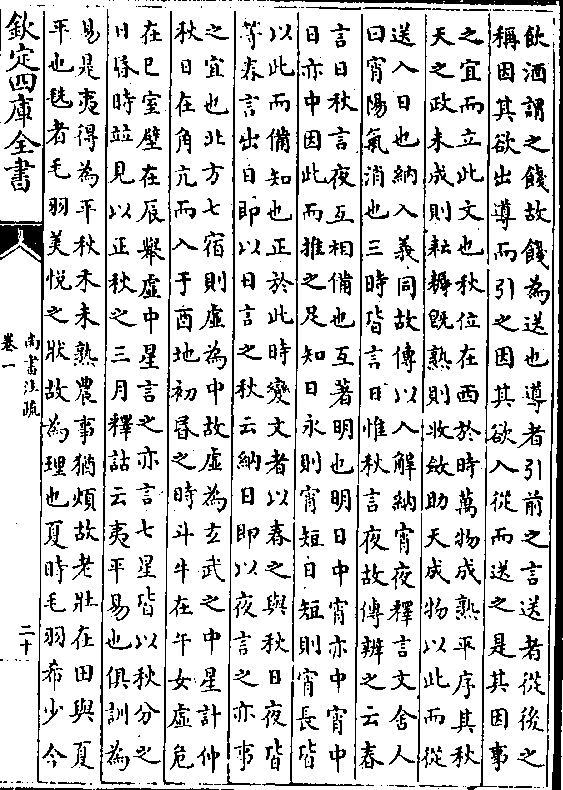 飲酒謂之餞故餞為送也導者引前之言送者從後之
稱因其欲出導而引之因其欲入從而送之是其因事
之宜而立此文也秋位在西於時萬物成熟平序其秋
天之政未成則耘耨既熟則收斂助天成物以此而從
送入日也納入義同故傳以入解納宵夜釋言文舍人
曰宵陽氣消也三時皆言日惟秋言夜故傳辨之云春
言日秋言夜互相備也互著明也明日中宵亦中宵中
日亦中因此而推之足知日永則宵短日短則宵長皆
以此而備知也正於此時變文者以春之與秋日夜皆
等春言出日即以日言之秋云納日即以夜言之亦事
之宜也北方七宿則虛為中故虛為玄武之中星計仲
秋日在角亢而入于酉地初昏之時斗牛在午女虛危
在巳室壁在辰舉虛中星言之亦言七星皆以秋分之
日昏時並見以正秋之三月釋詁云夷平易也俱訓為
易是夷得為平秋禾未熟農事猶煩故老壯在田與夏
平也毨者毛羽美悅之狀故為理也夏時毛羽希少今
欽定四庫全書
尚書注疏
卷一
二十